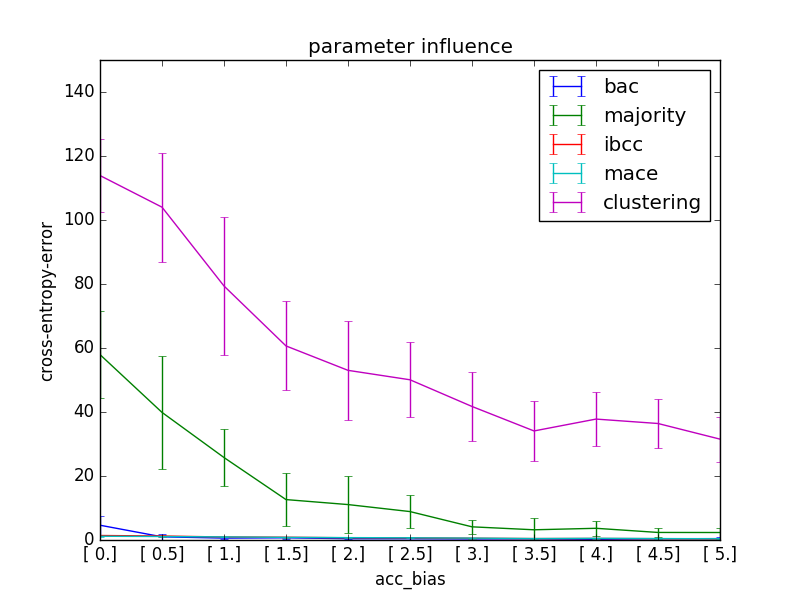 parameter influence
140
120
100
80
60
40
20
0
cross-entropy-error
bac
majority
ibcc
mace
clustering
[ 0.] [ 0.5] [ 1.] [ 1.5] [ 2.] [ 2.5] [ 3.] [ 3.5] [ 4.] [ 4.5] [ 5.]
acc_bias